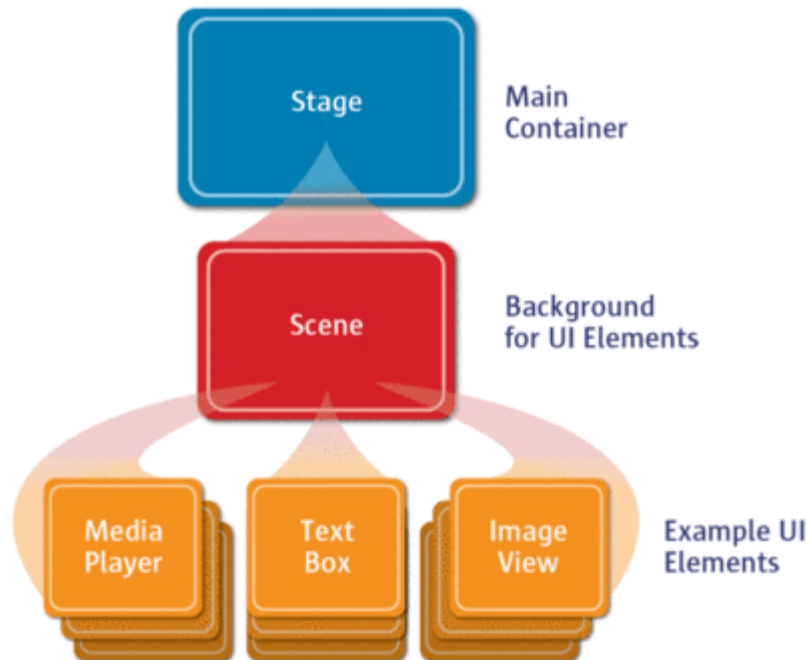 Stage
Main
Container
Scene
Background
for UI Elements
Media
Player
Text
Box
Image
View
Example UI
Elements